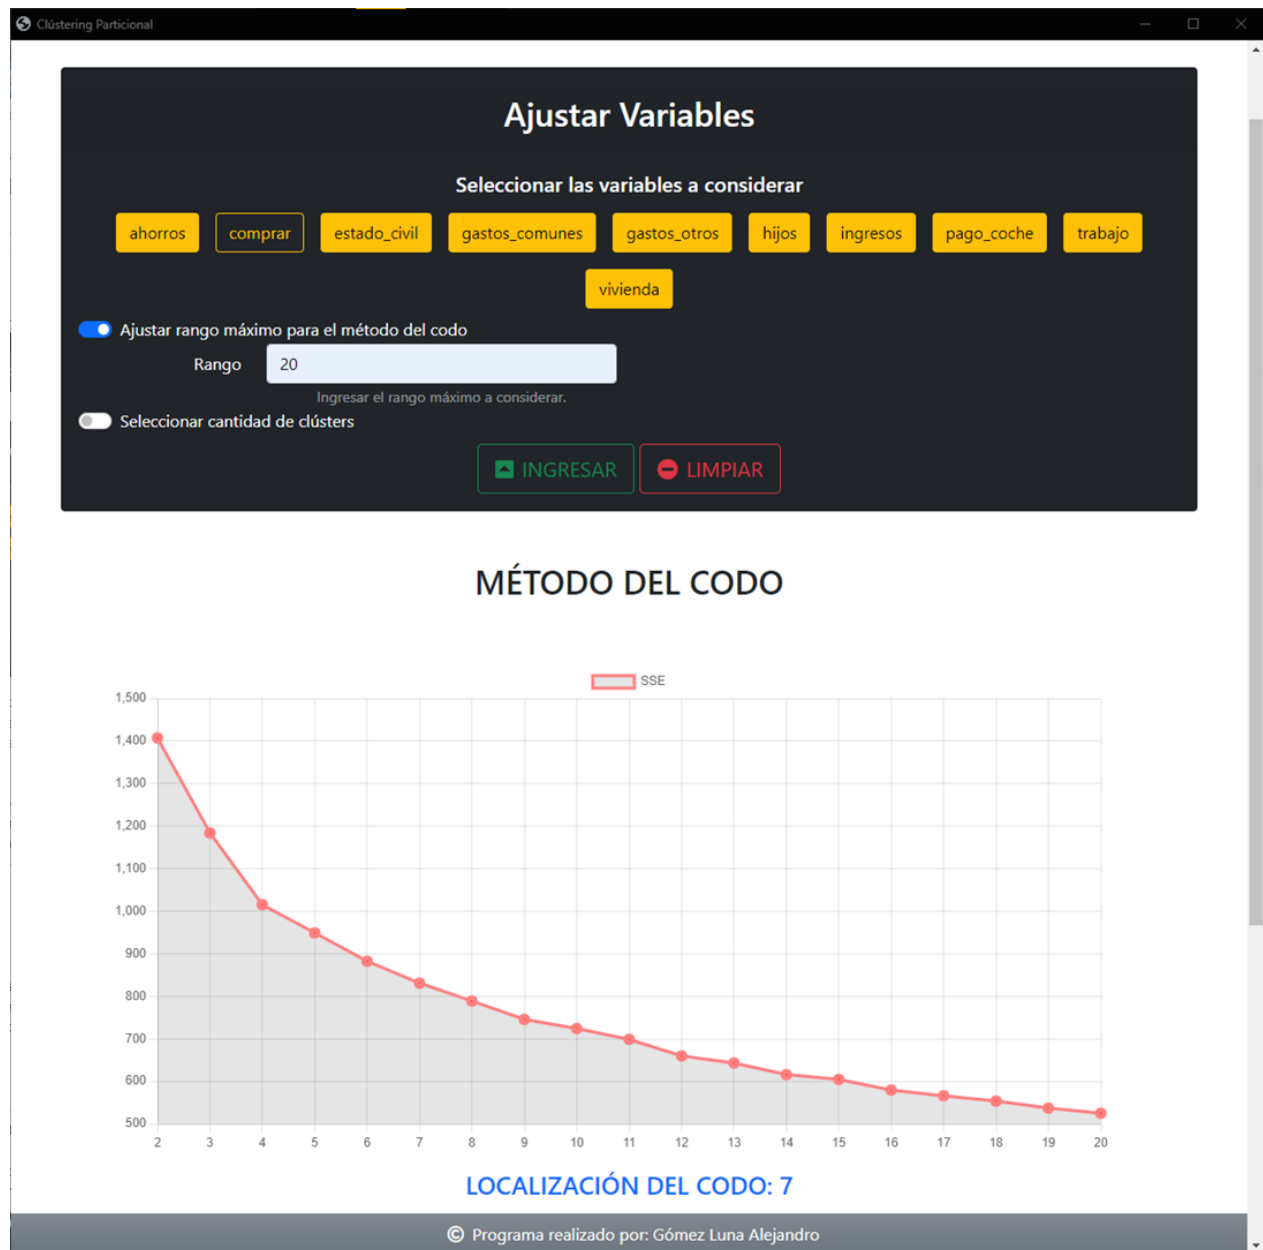 Clústering Particional
Ajustar Variables
Seleccionar las variables a considerar
ahorros comprar estado_civil gastos_comunes gastos_otros hijos ingresos pago_coche trabajo
vivienda
Ajustar rango máximo para el método del codo
Rango 20
Ingresar el rango máximo a considerar.
Seleccionar cantidad de clústers
INGRESAR LIMPIAR
MÉTODO DEL CODO
SSE
1,500
1,400
1,300
1,200
1,100
1,000
900
800
700
600
500
2 3 4 5 6 7 8 9 10 11 12 13 14 15 16 17 18 19 20
LOCALIZACIÓN DEL CODO: 7
© Programa realizado por: Gómez Luna Alejandro